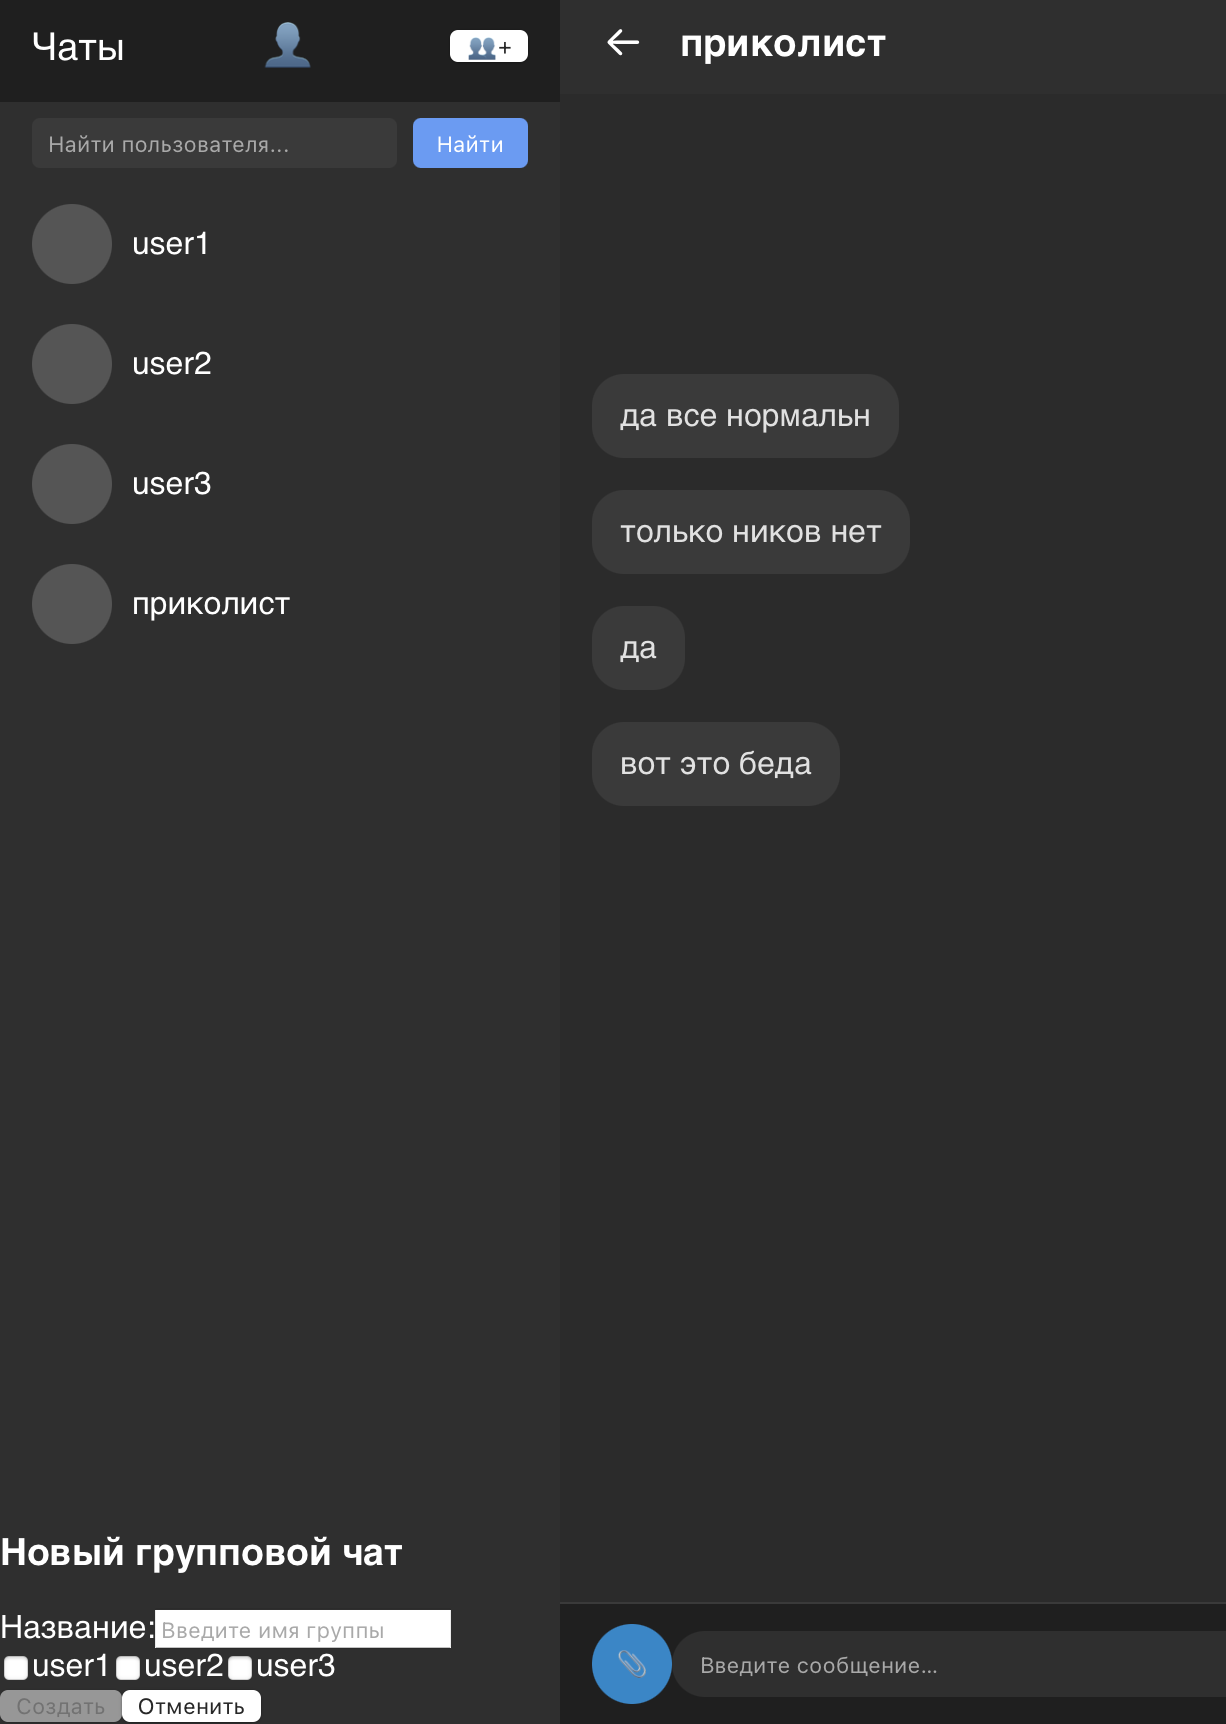 Чаты
+
Найти пользователя...
Найти
user1
user2
user3
приколист
Новый групповой чат
Название: Введите имя группы
user1 user2 user3
Создать Отменить
приколист
да все нормальн
только ников нет
да
вот это беда
Введите сообщение...